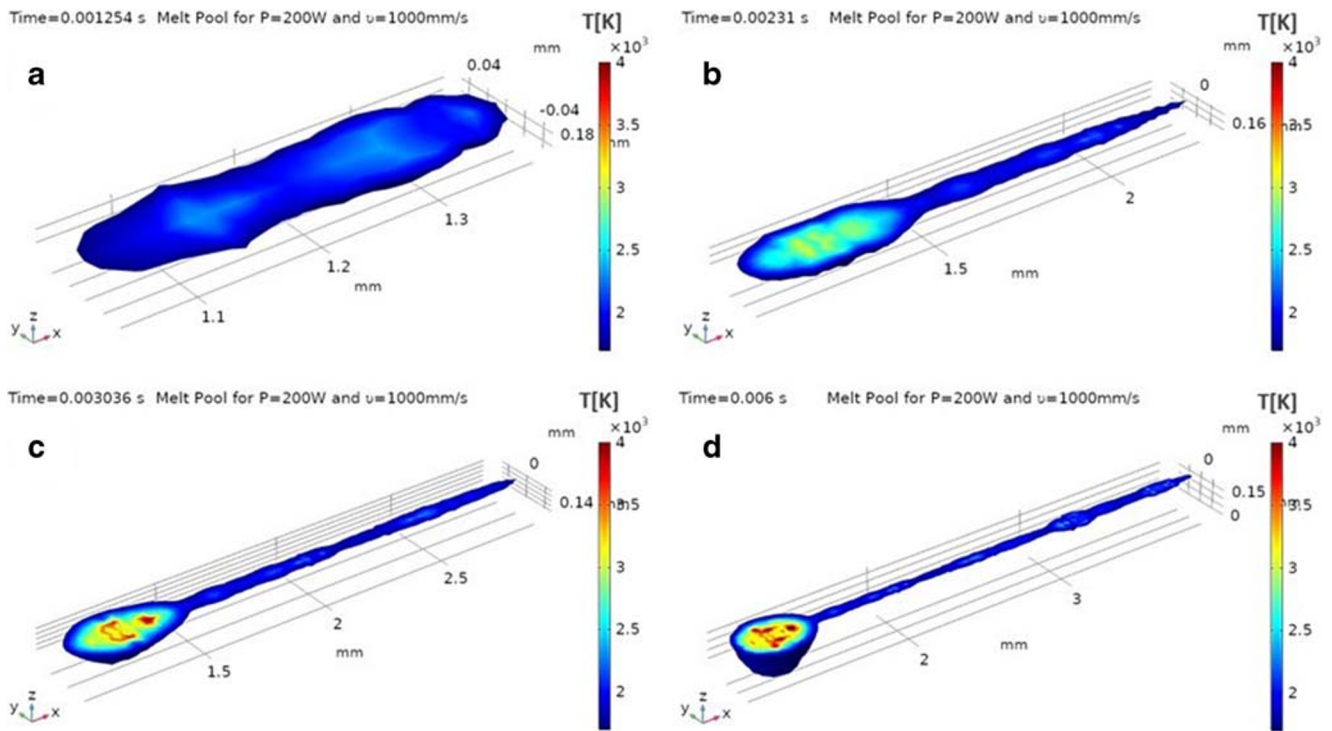 Time=0.001254 s Melt Pool for P=200W and υ=1000mm/s
T[K]
×10³
mm
a
0.04
-0.04
0.18
mm
4
3.5
3
2.5
2
1.3
1.2
mm
1.1
z
y
x
Time=0.00231 s Melt Pool for P=200W and υ=1000mm/s
T[K]
×10³
mm
b
0
0.16
4
3.5
3
2.5
2
2
1.5
mm
z
y
x
Time=0.003036 s Melt Pool for P=200W and υ=1000mm/s
T[K]
×10³
mm
c
0
0.14
4
3.5
3
2.5
2
2.5
2
mm
1.5
z
y
x
Time=0.006 s Melt Pool for P=200W and υ=1000mm/s
T[K]
×10³
mm
d
0
0.15
0
4
3.5
3
2.5
2
3
mm
2
z
y
x